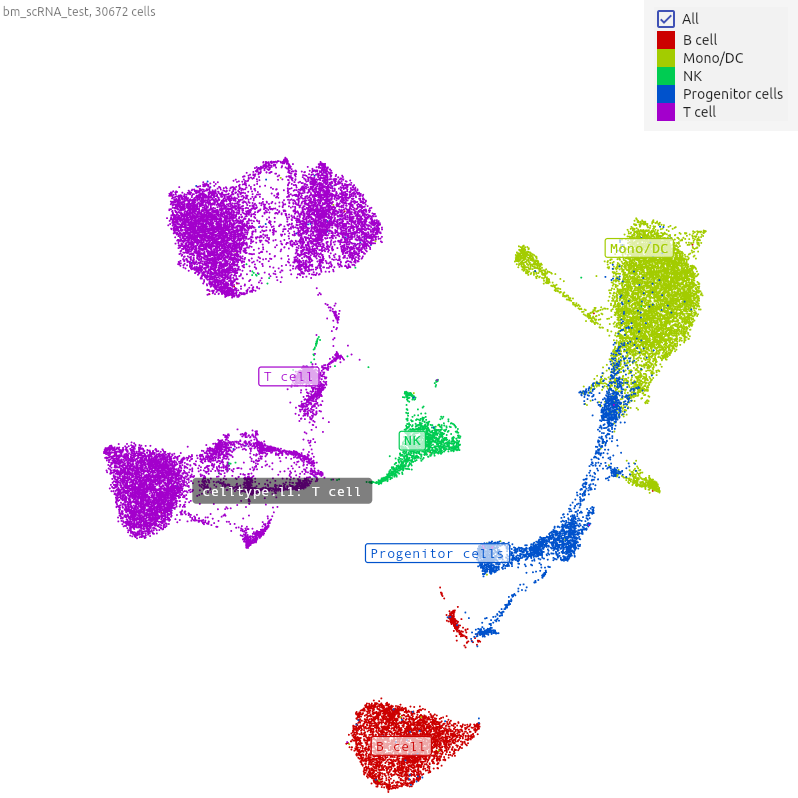 bm_scRNA_test, 30672 cells
All
B cell
Mono/DC
NK
Progenitor cells
T cell
Mono/DC
T cell
NK
celltype.l1: T cell
Progenitor cells
B cell